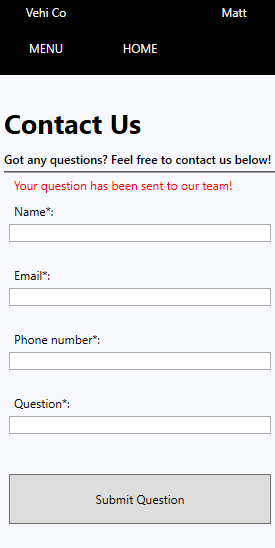 Vehi Co Matt
MENU HOME
Contact Us
Got any questions? Feel free to contact us below!
Your question has been sent to our team!
Name*:
Email*:
Phone number*:
Question*:
Submit Question